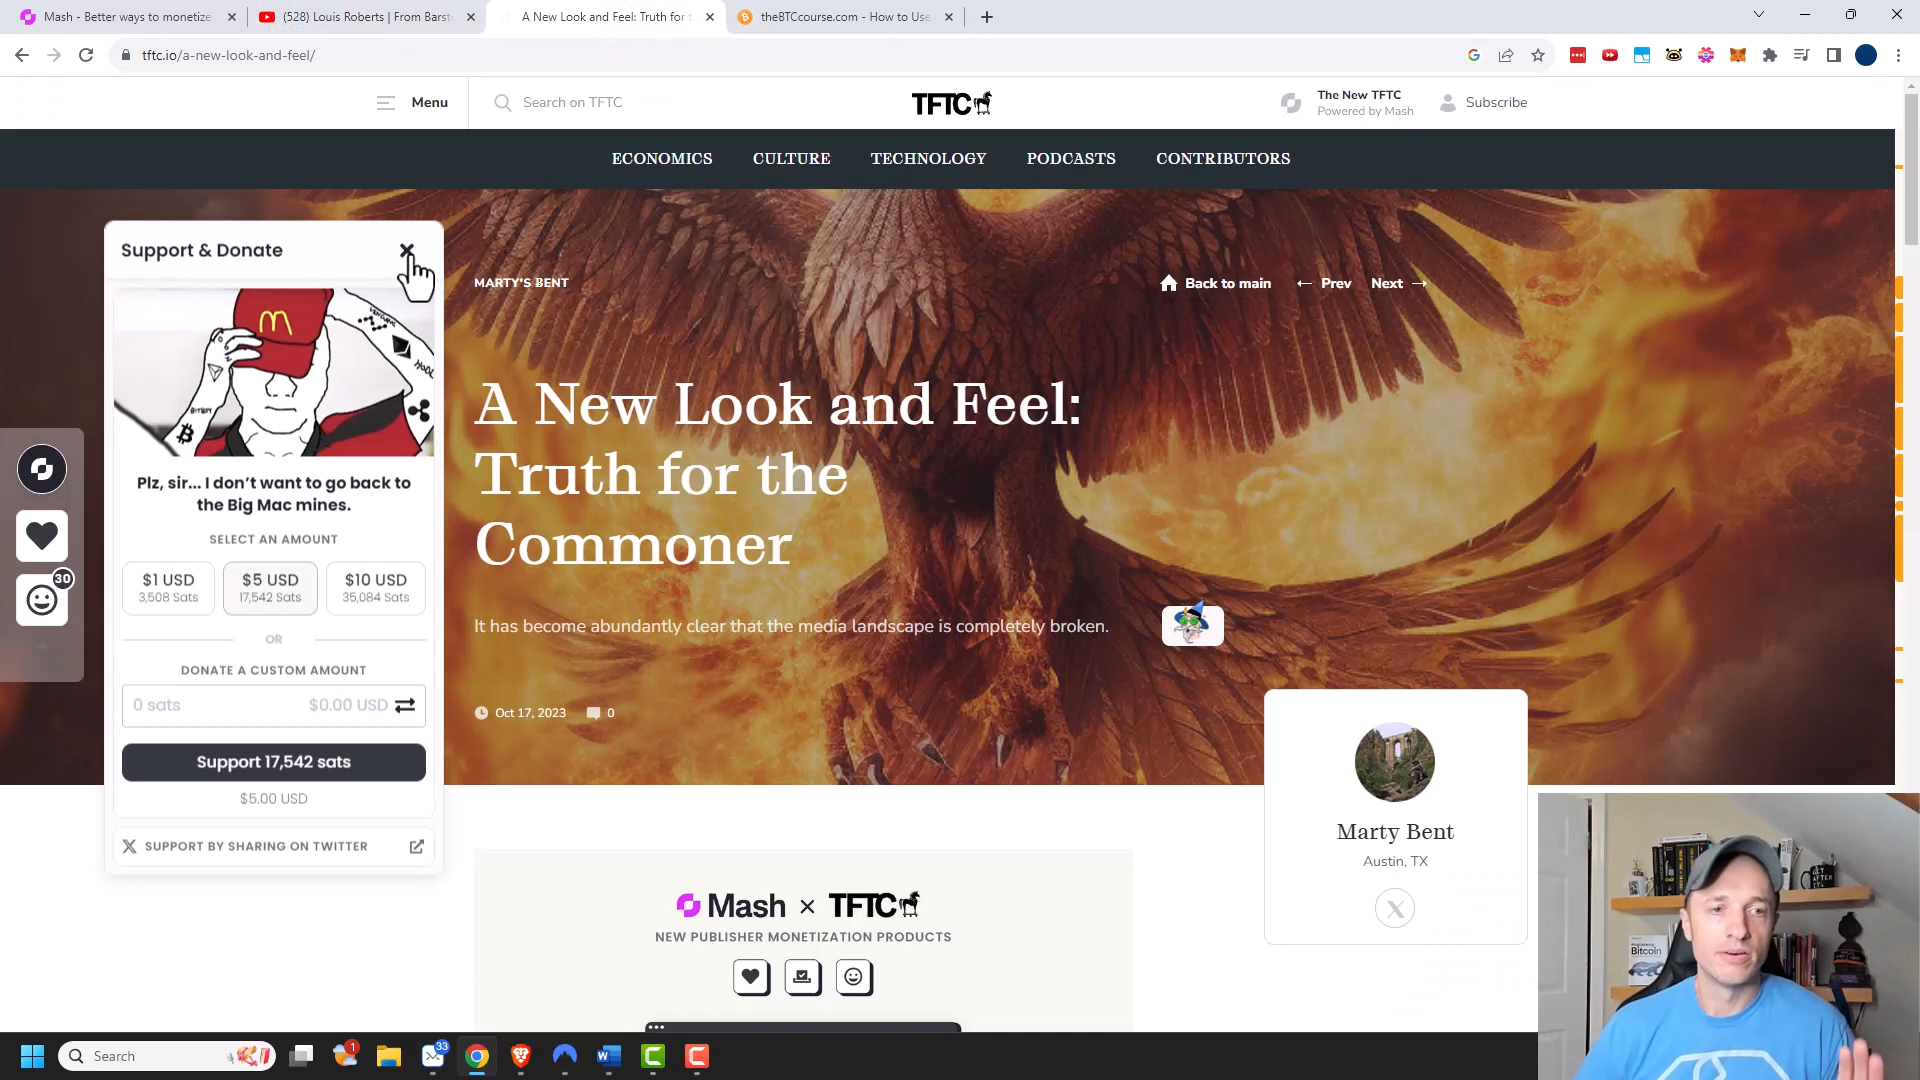 Mash - Better ways to monetize
(528) Louis Roberts | From Barst
A New Look and Feel: Truth for t
theBTCcourse.com - How to Use
tftc.io/a-new-look-and-feel/
Menu
Search on TFTC
TFTC
The New TFTC
Powered by Mash
Subscribe
ECONOMICS
CULTURE
TECHNOLOGY
PODCASTS
CONTRIBUTORS
Support & Donate
HODL
BITBOY
Plz, sir... I don't want to go back to
the Big Mac mines.
SELECT AN AMOUNT
$1 USD
3,508 Sats
$5 USD
17,542 Sats
$10 USD
35,084 Sats
OR
DONATE A CUSTOM AMOUNT
0 sats
$0.00 USD
Support 17,542 sats
$5.00 USD
SUPPORT BY SHARING ON TWITTER
30
MARTY'S BENT
Back to main
Prev
Next
A New Look and Feel:
Truth for the
Commoner
It has become abundantly clear that the media landscape is completely broken.
Oct 17, 2023
0
Marty Bent
Austin, TX
Mash × TFTC
NEW PUBLISHER MONETIZATION PRODUCTS
Bitcoin
Search
1
33